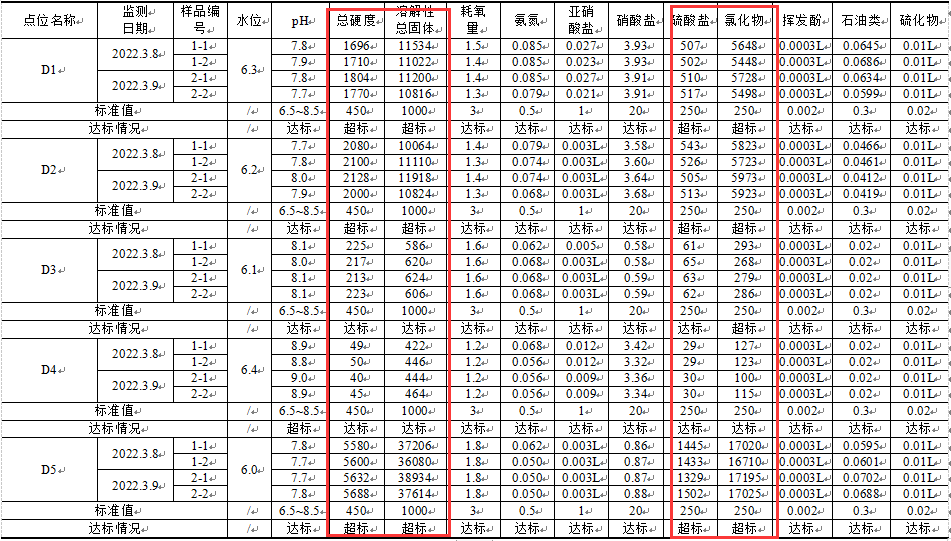 点位名称 监测日期 样品编号 水位 pH 总硬度 溶解性总固体 耗氧量 氨氮 亚硝酸盐 硝酸盐 硫酸盐 氯化物 挥发酚 石油类 硫化物
D1 2022.3.8 1-1 6.3 7.8 1696 11534 1.5 0.085 0.027 3.93 507 5648 0.0003L 0.0645 0.01L
1-2 7.9 1710 11022 1.4 0.085 0.023 3.93 502 5448 0.0003L 0.0686 0.01L
2022.3.9 2-1 7.8 1804 11200 1.4 0.085 0.027 3.91 510 5728 0.0003L 0.0634 0.01L
2-2 7.7 1770 10816 1.3 0.079 0.021 3.91 517 5498 0.0003L 0.0599 0.01L
标准值 / 6.5~8.5 450 1000 3 0.5 1 20 250 250 0.002 0.3 0.02
达标情况 / 达标 超标 超标 达标 达标 达标 达标 超标 超标 达标 达标 达标
D2 2022.3.8 1-1 6.2 7.7 2080 10064 1.4 0.079 0.003L 3.58 543 5823 0.0003L 0.0466 0.01L
1-2 7.8 2100 11110 1.3 0.074 0.003L 3.60 526 5723 0.0003L 0.0461 0.01L
2022.3.9 2-1 8.0 2128 11918 1.4 0.074 0.003L 3.64 505 5973 0.0003L 0.0412 0.01L
2-2 7.9 2000 10824 1.3 0.068 0.003L 3.68 513 5923 0.0003L 0.0419 0.01L
标准值 / 6.5~8.5 450 1000 3 0.5 1 20 250 250 0.002 0.3 0.02
达标情况 / 达标 超标 超标 达标 达标 达标 达标 超标 超标 达标 达标 达标
D3 2022.3.8 1-1 6.1 8.1 225 586 1.6 0.062 0.005 0.58 61 293 0.0003L 0.02 0.01L
1-2 8.0 217 620 1.6 0.068 0.003L 0.58 65 268 0.0003L 0.02 0.01L
2022.3.9 2-1 8.1 213 624 1.6 0.068 0.003L 0.59 63 279 0.0003L 0.02 0.01L
2-2 8.1 223 606 1.6 0.068 0.003L 0.59 62 286 0.0003L 0.02 0.01L
标准值 / 6.5~8.5 450 1000 3 0.5 1 20 250 250 0.002 0.3 0.02
达标情况 / 达标 达标 达标 达标 达标 达标 达标 达标 超标 达标 达标 达标
D4 2022.3.8 1-1 6.4 8.9 49 422 1.2 0.068 0.012 3.42 29 127 0.0003L 0.02 0.01L
1-2 8.8 50 446 1.2 0.056 0.012 3.32 29 123 0.0003L 0.02 0.01L
2022.3.9 2-1 9.0 40 444 1.2 0.056 0.009 3.36 30 100 0.0003L 0.02 0.01L
2-2 8.9 45 464 1.2 0.056 0.009 3.34 30 115 0.0003L 0.02 0.01L
标准值 / 6.5~8.5 450 1000 3 0.5 1 20 250 250 0.002 0.3 0.02
达标情况 / 超标 达标 达标 达标 达标 达标 达标 达标 达标 达标 达标 达标
D5 2022.3.8 1-1 6.0 7.8 5580 37206 1.8 0.062 0.003L 0.86 1445 17020 0.0003L 0.0595 0.01L
1-2 7.7 5600 36080 1.8 0.050 0.003L 0.87 1433 16710 0.0003L 0.0601 0.01L
2022.3.9 2-1 7.7 5632 38934 1.8 0.050 0.003L 0.87 1329 17195 0.0003L 0.0702 0.01L
2-2 7.8 5688 37614 1.8 0.050 0.003L 0.88 1502 17025 0.0003L 0.0688 0.01L
标准值 / 6.5~8.5 450 1000 3 0.5 1 20 250 250 0.002 0.3 0.02
达标情况 / 达标 超标 超标 达标 达标 达标 达标 超标 超标 达标 达标 达标